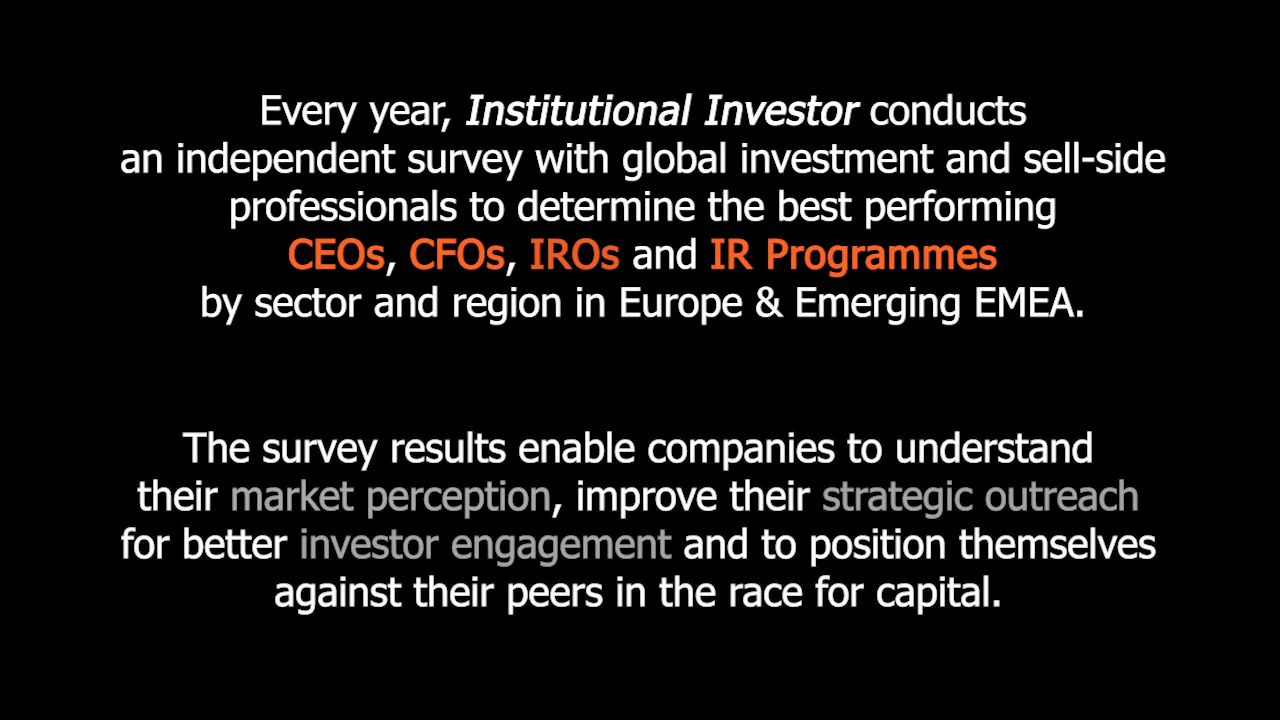 Every year, Institutional Investor conducts
an independent survey with global investment and sell-side
professionals to determine the best performing
CEOs, CFOs, IROs and IR Programmes
by sector and region in Europe & Emerging EMEA.
The survey results enable companies to understand
their market perception, improve their strategic outreach
for better investor engagement and to position themselves
against their peers in the race for capital.